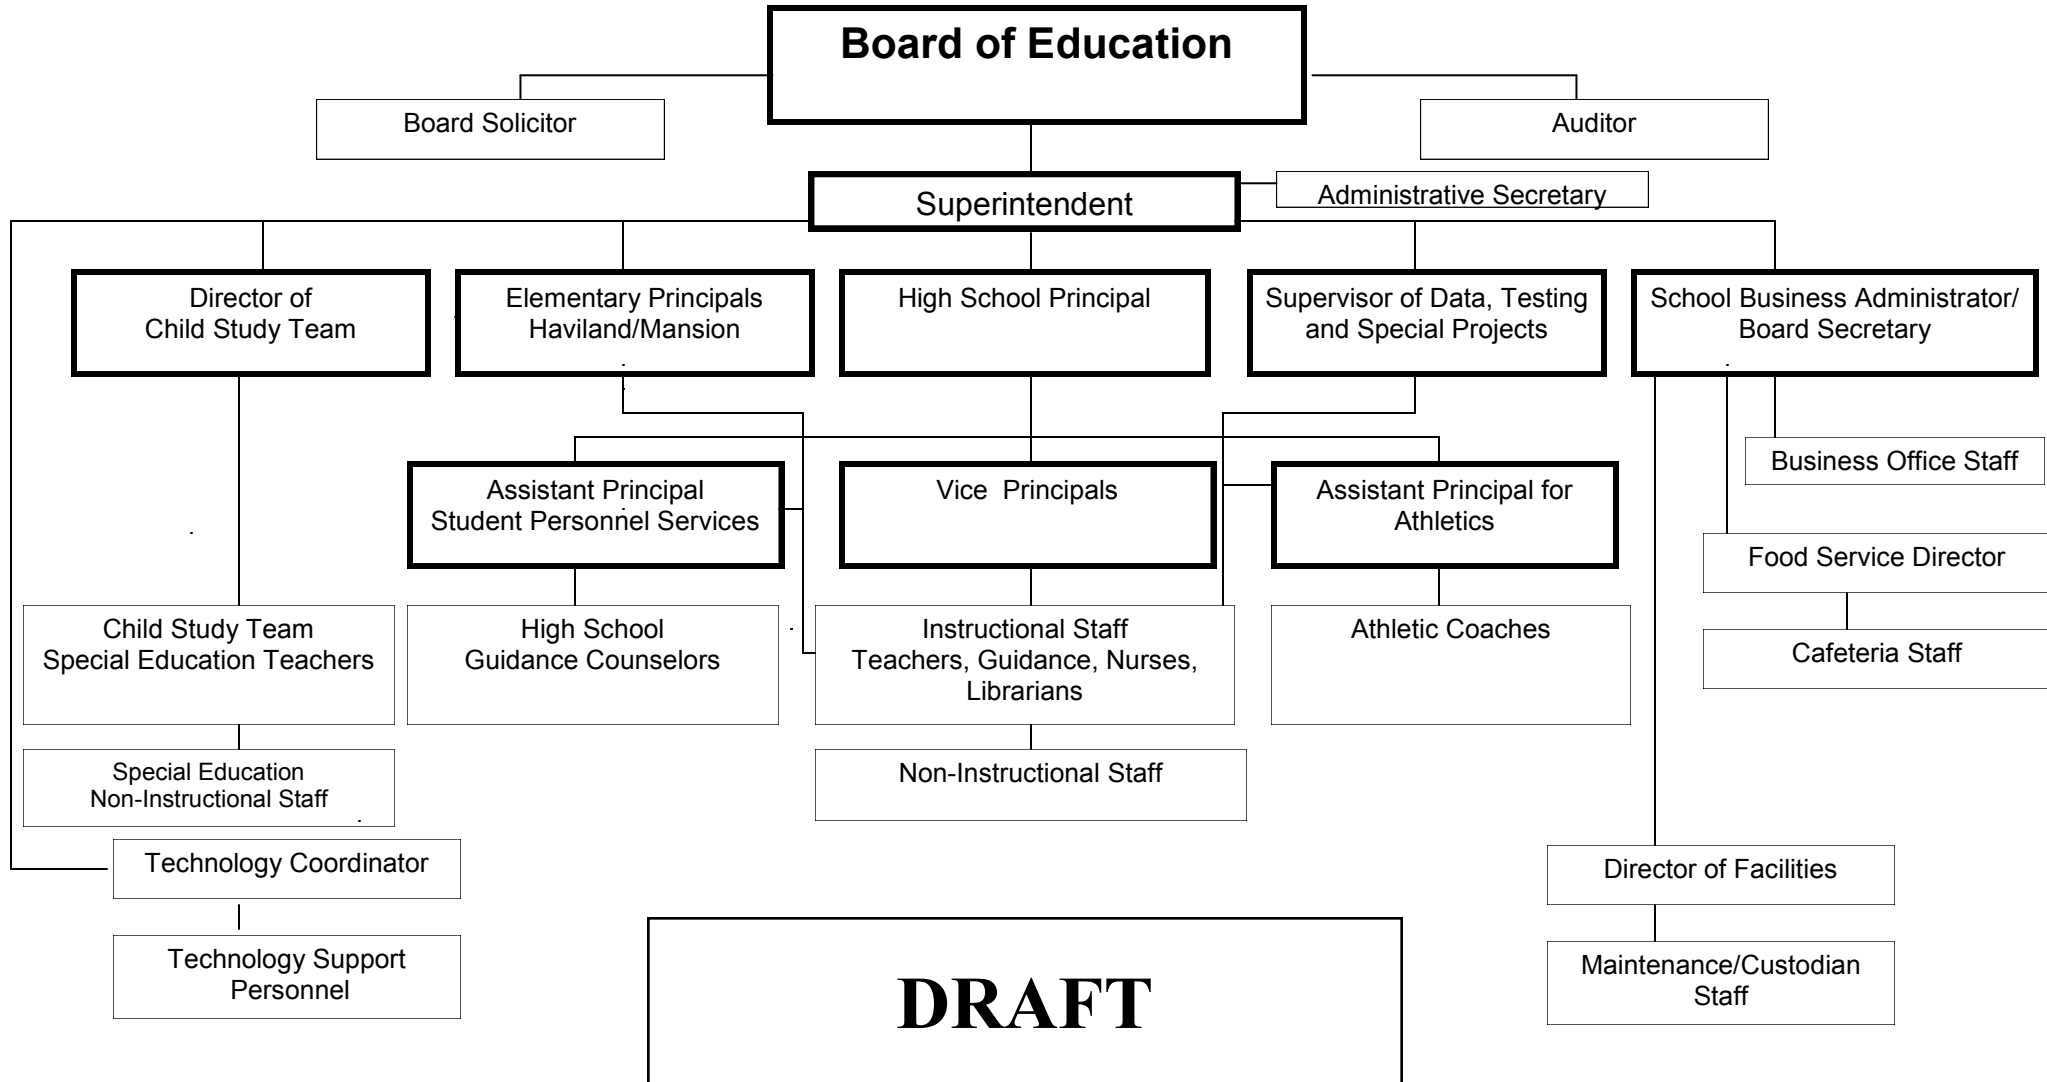 Board of Education
Board Solicitor
Auditor
Superintendent
Administrative Secretary
Director of
Child Study Team
Elementary Principals
Haviland/Mansion
High School Principal
Supervisor of Data, Testing
and Special Projects
School Business Administrator/
Board Secretary
Business Office Staff
Assistant Principal
Student Personnel Services
Vice Principals
Assistant Principal for
Athletics
Food Service Director
Cafeteria Staff
Child Study Team
Special Education Teachers
High School
Guidance Counselors
Instructional Staff
Teachers, Guidance, Nurses,
Librarians
Athletic Coaches
Special Education
Non-Instructional Staff
Non-Instructional Staff
Technology Coordinator
Technology Support
Personnel
Director of Facilities
Maintenance/Custodian
Staff
DRAFT